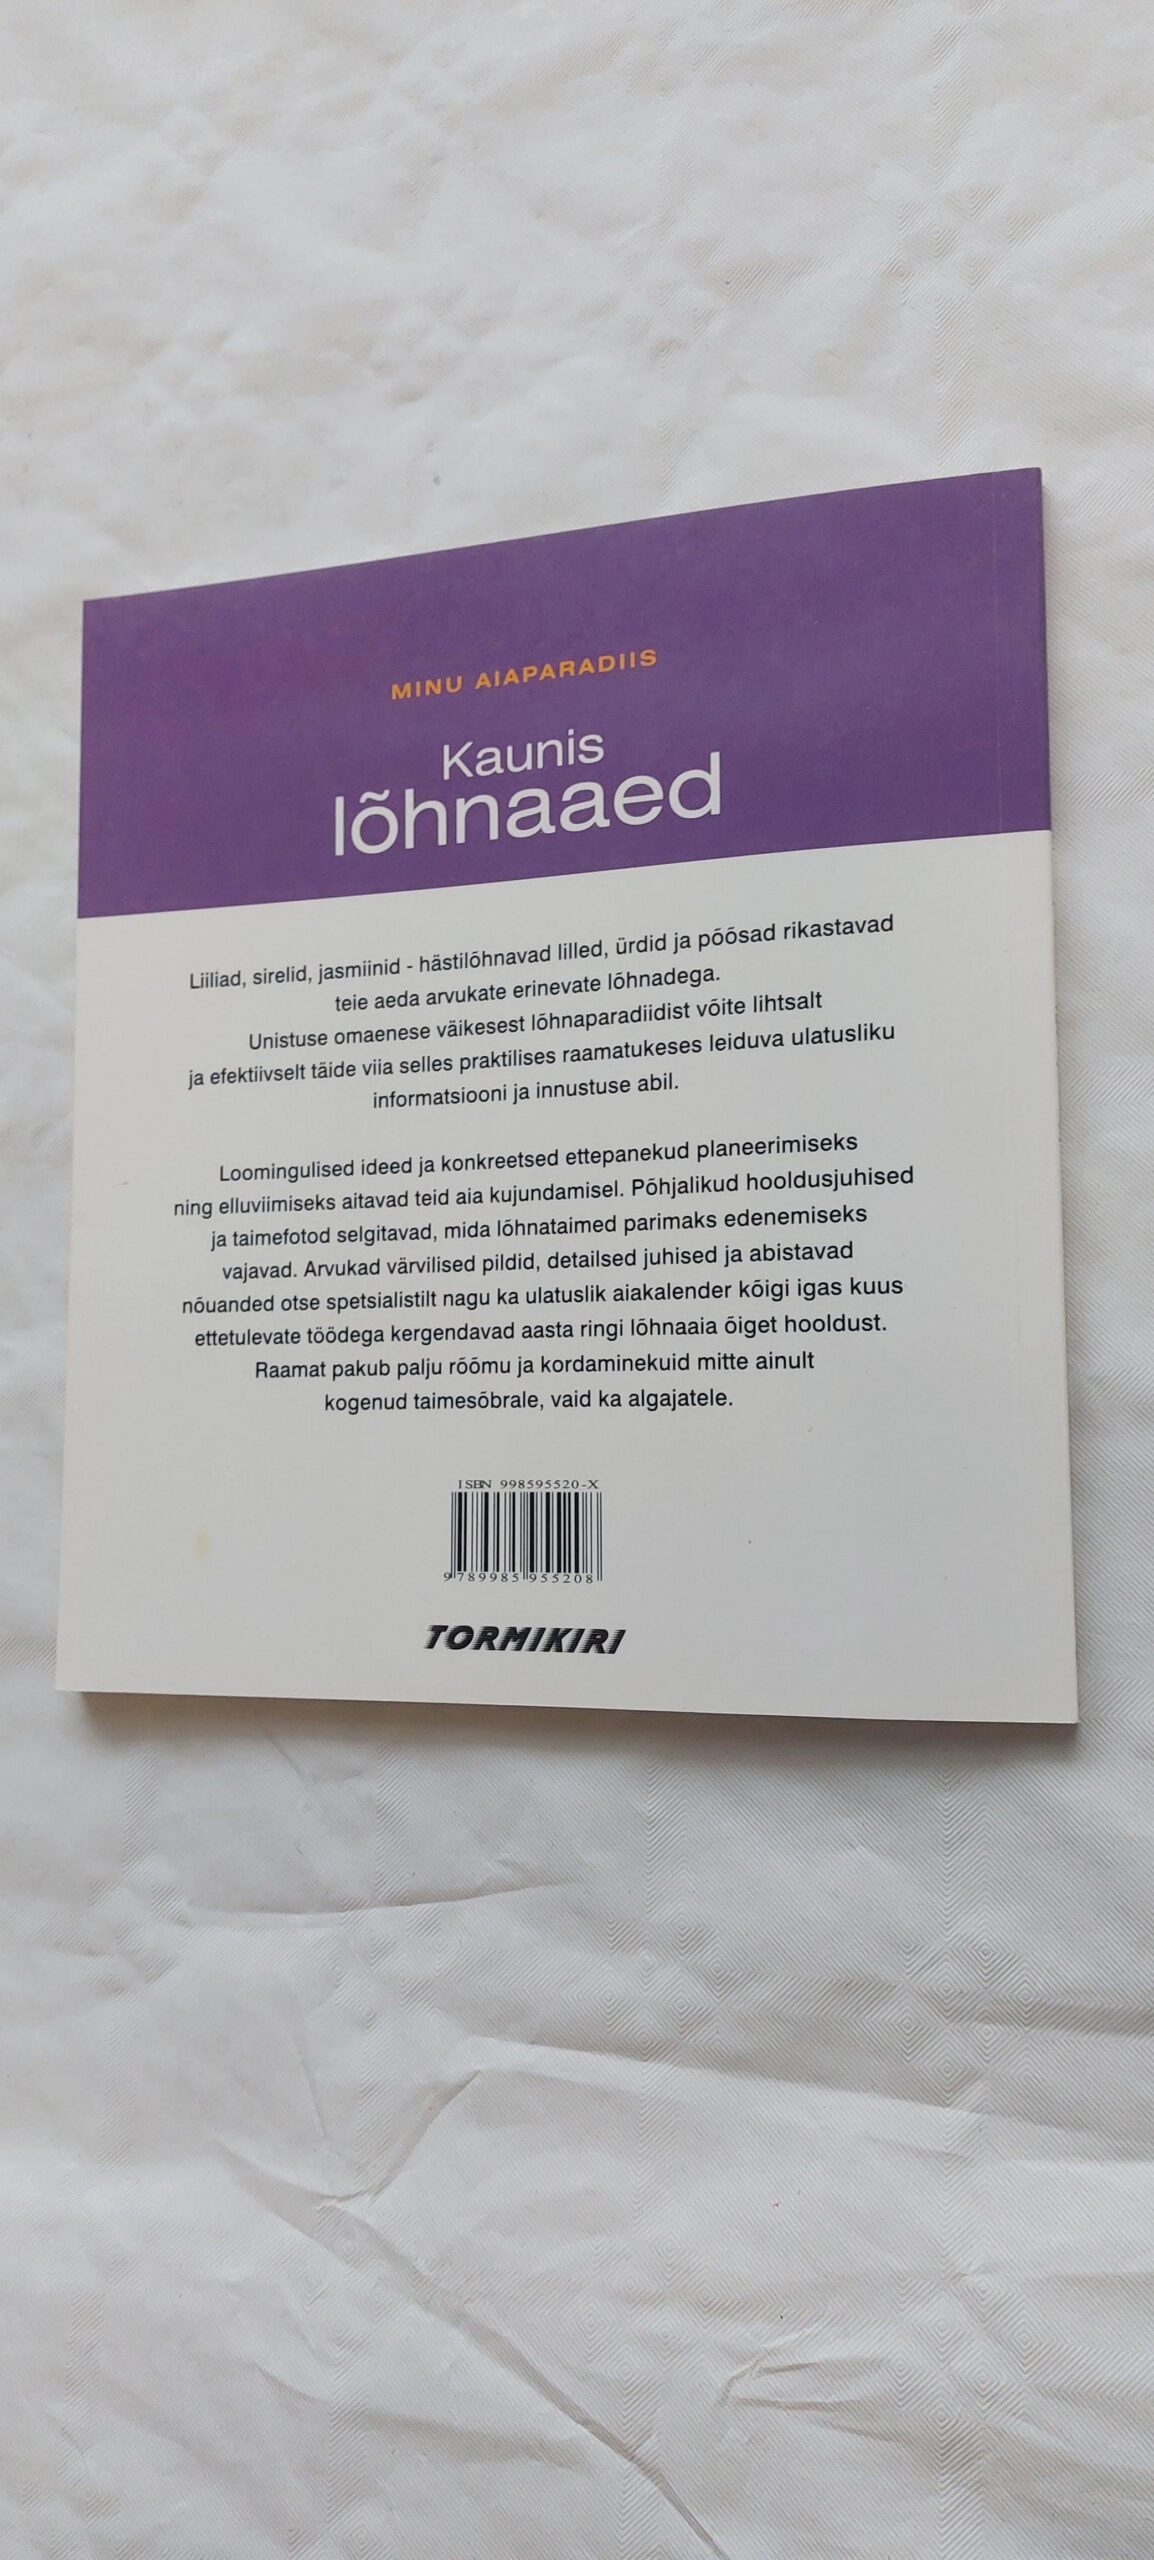 MINU AIAPARADIIS
Kaunis
lõhnaaed
Liiliad, sirelid, jasmiinid - hästilõhnavad lilled, ürdid ja põõsad rikastavad
teie aeda arvukate erinevate lõhnadega.
Unistuse omaenese väikesest lõhnaparadiidist võite lihtsalt
ja efektiivselt täide viia selles praktilises raamatukeses leiduva ulatusliku
informatsiooni ja innustuse abil.
Loomingulised ideed ja konkreetsed ettepanekud planeerimiseks
ning elluviimiseks aitavad teid aia kujundamisel. Põhjalikud hooldusjuhised
ja taimefotod selgitavad, mida lõhnataimed parimaks edenemiseks
vajavad. Arvukad värvilised pildid, detailsed juhised ja abistavad
nõuanded otse spetsialistilt nagu ka ulatuslik aiakalender kõigi igas kuus
ettetulevate töödega kergendavad aasta ringi lõhnaaia õiget hooldust.
Raamat pakub palju rõõmu ja kordaminekuid mitte ainult
kogenud taimesõbrale, vaid ka algajatele.
ISBN 998595520-X
9 789985 955208
TORMIKIRI